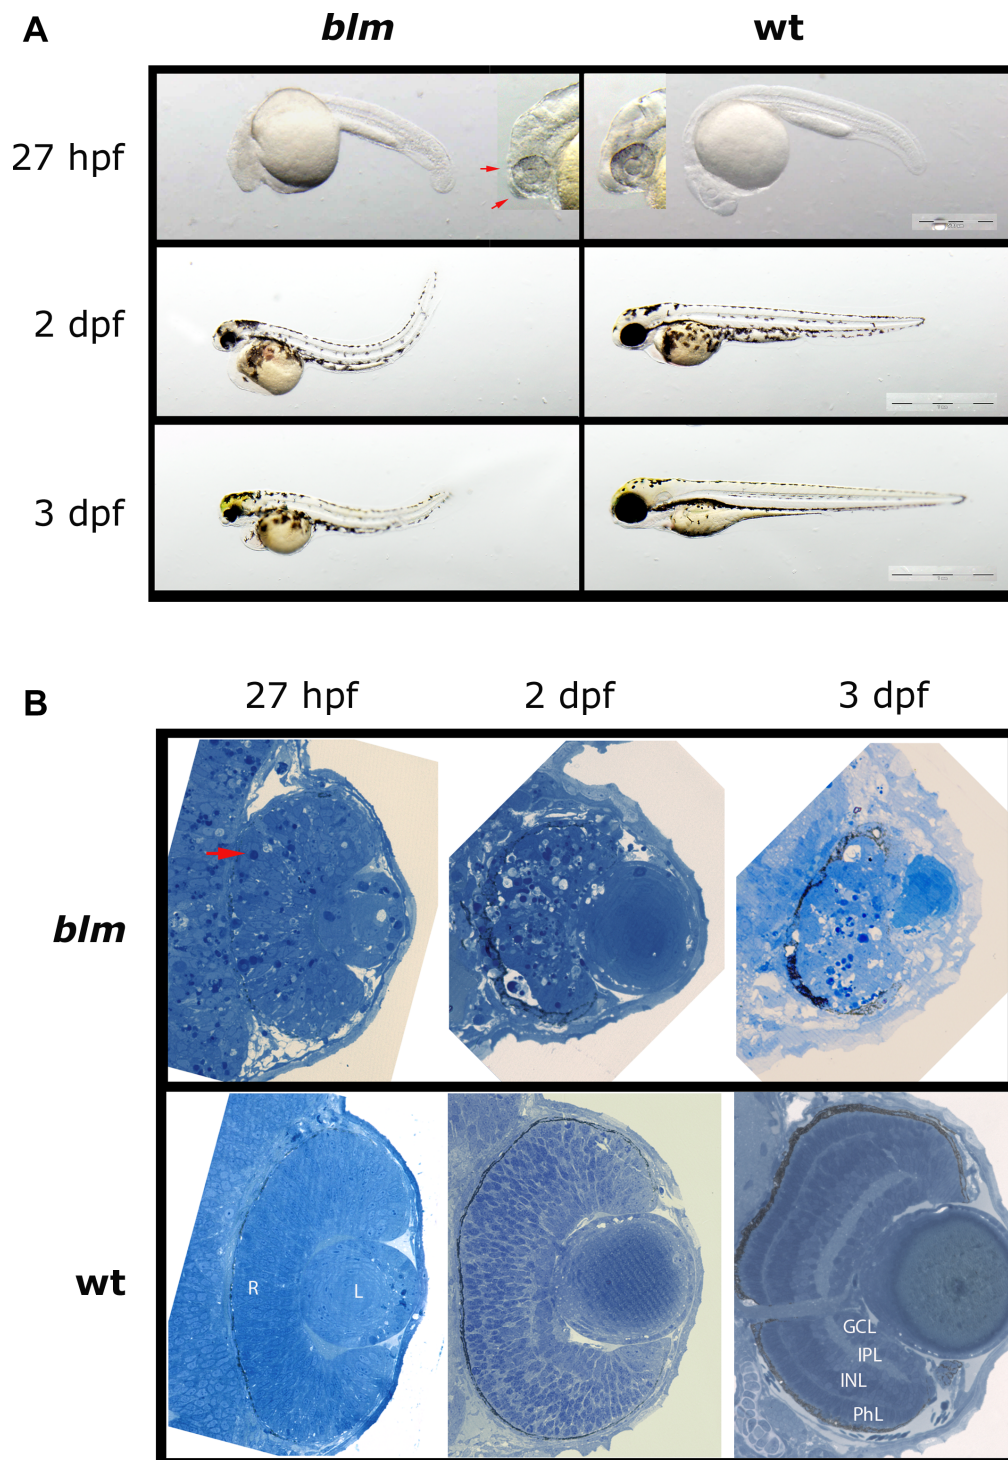 A
blm wt
27 hpf
2 dpf
3 dpf
B
27 hpf 2 dpf 3 dpf
blm
wt
R L
GCL
IPL
INL
PhL